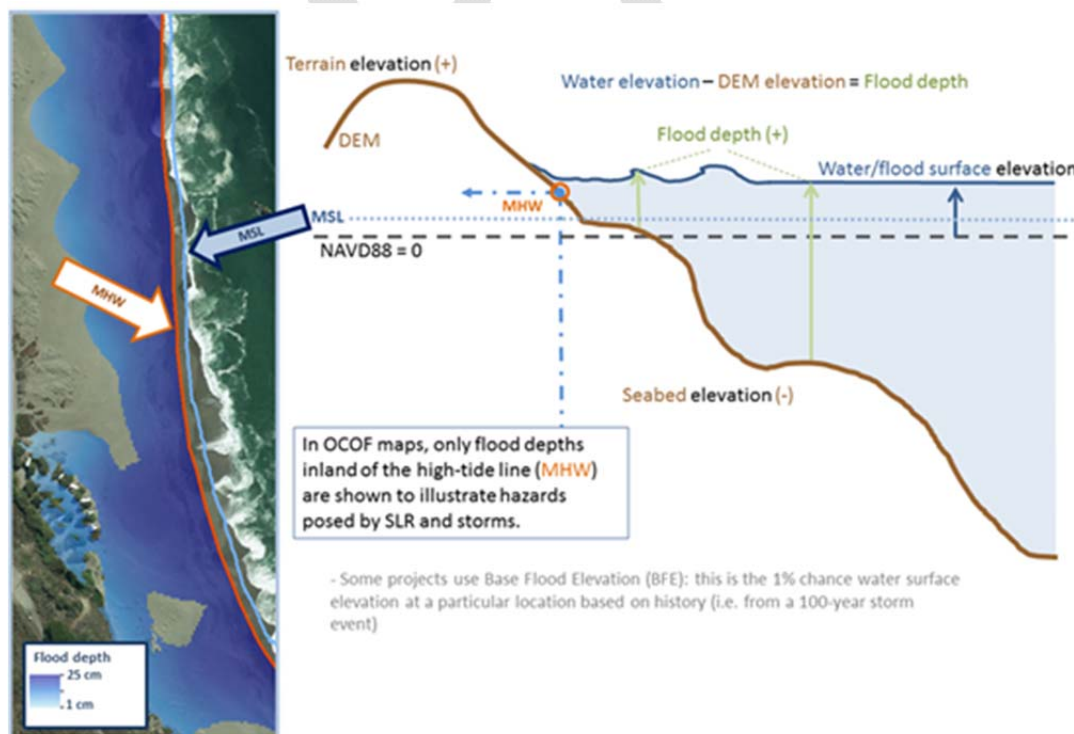 Terrain elevation (+)
Water elevation – DEM elevation = Flood depth
DEM
Flood depth (+)
Water/flood surface elevation
MHW
MSL
MSL
NAVD88 = 0
MHW
Seabed elevation (-)
In OCOF maps, only flood depths
inland of the high-tide line (MHW)
are shown to illustrate hazards
posed by SLR and storms.
- Some projects use Base Flood Elevation (BFE): this is the 1% chance water surface
elevation at a particular location based on history (i.e. from a 100-year storm
event)
Flood depth
25 cm
1 cm